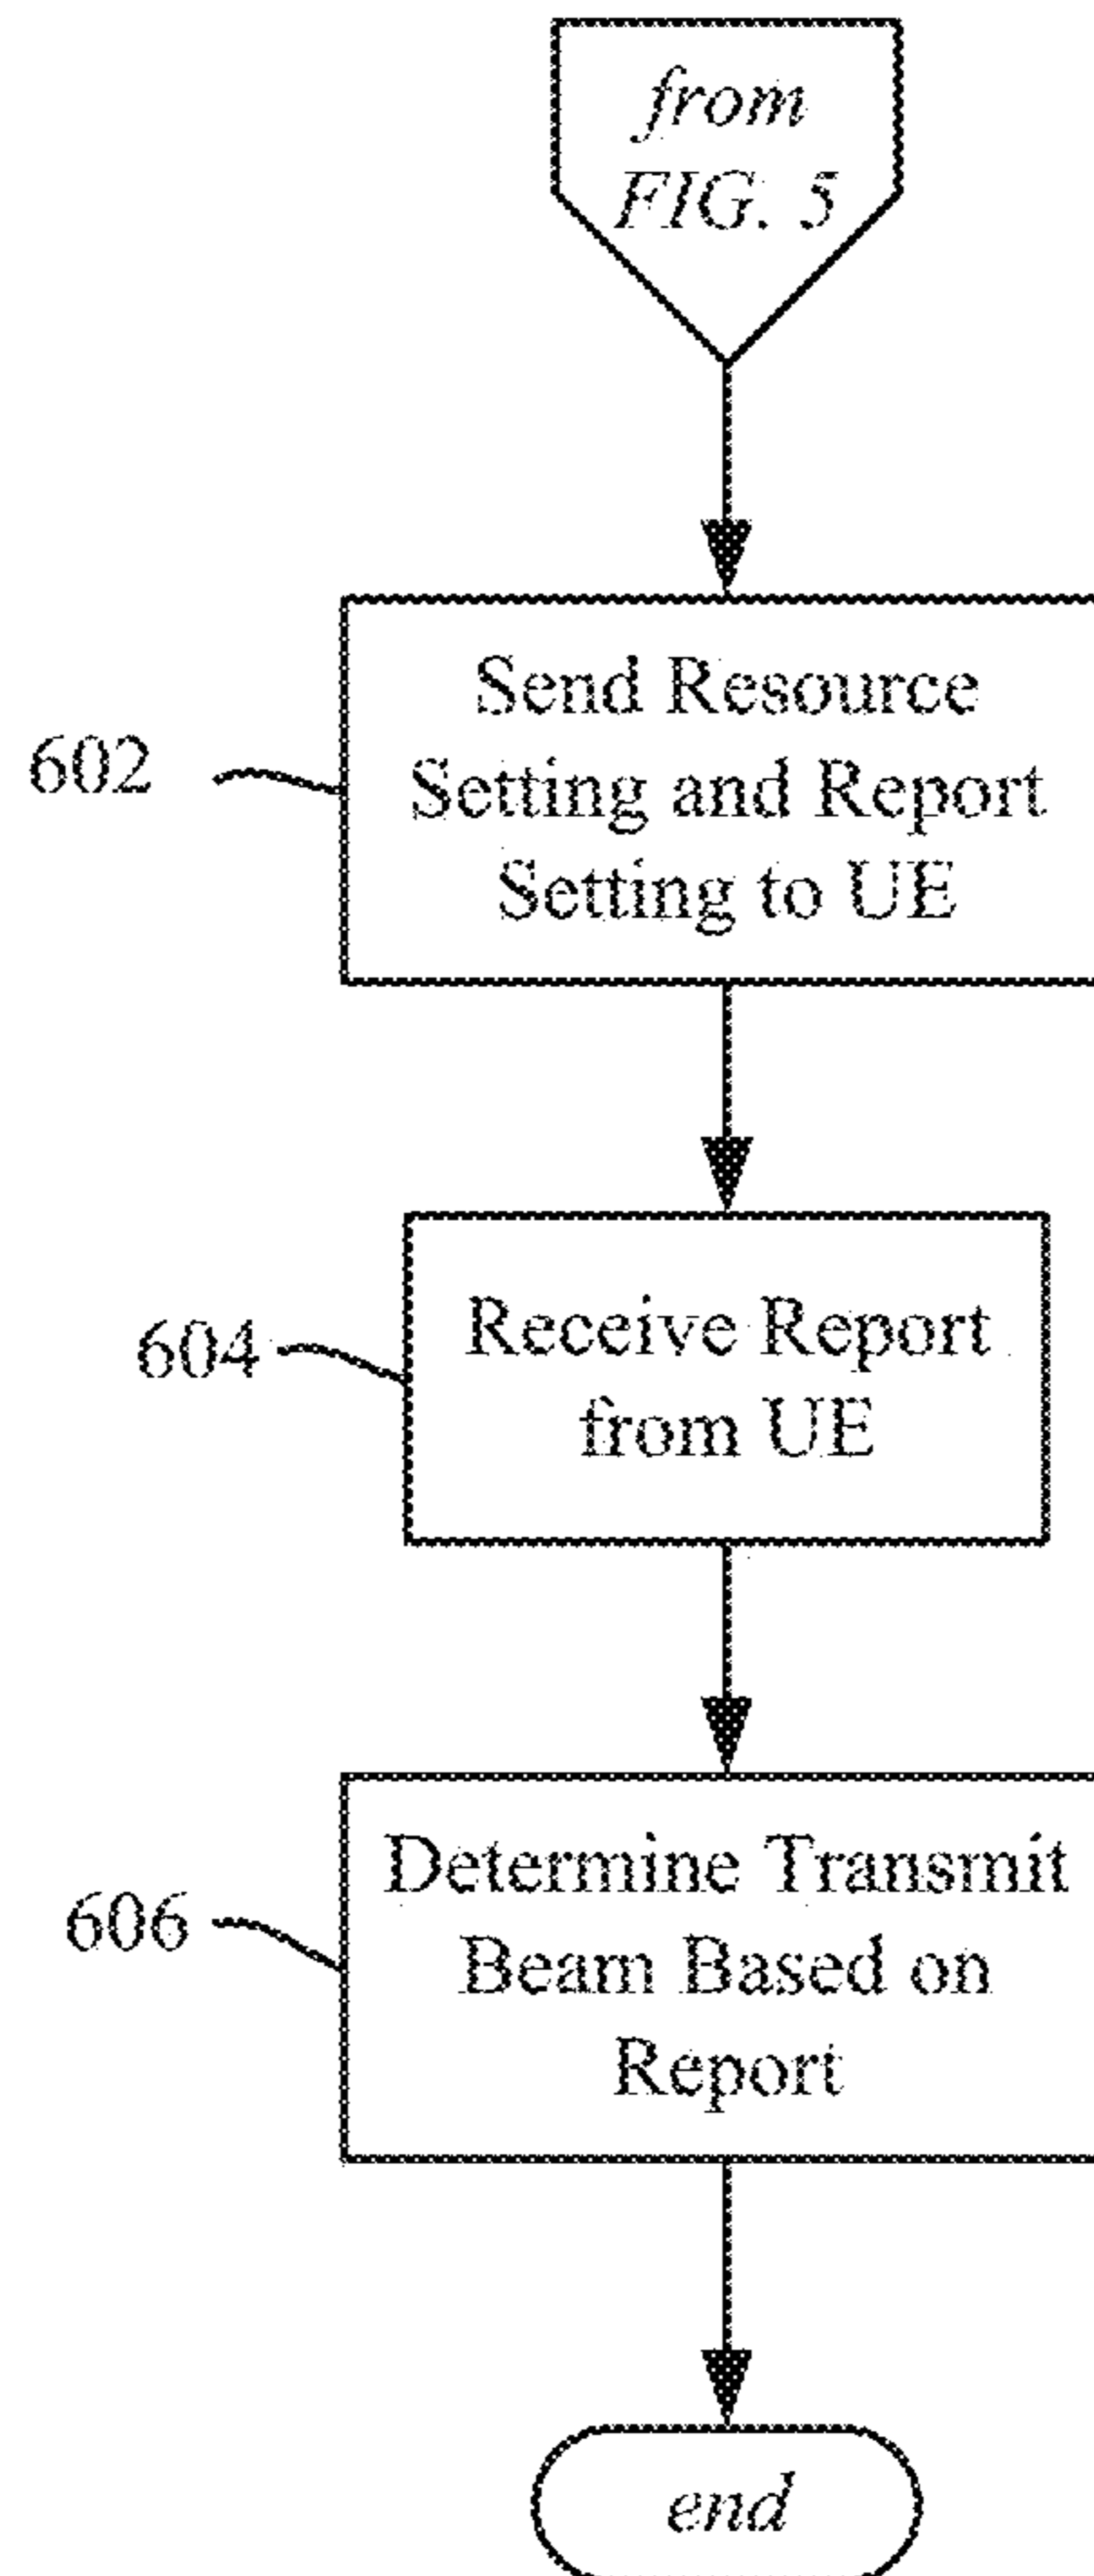 from
FIG. 5
Send Resource
602
Setting and Report
Setting to UE
Receive Report
604
from UE
Determine Transmit
606
Beam Based on
Report
end